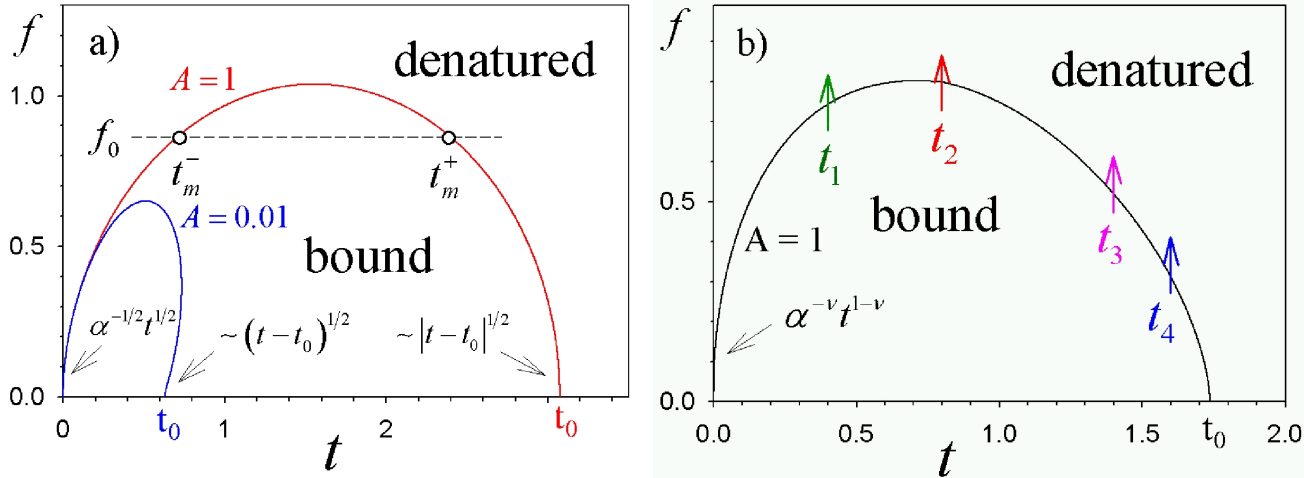 a)
f
denatured
A = 1
1.0
f₀
t⁻ₘ
t⁺ₘ
A = 0.01
0.5
bound
α⁻¹/²t¹/²
~(t−t₀)¹/²
~|t−t₀|¹/²
0.0
t₀
t₀
0
1
2
t
b)
f
denatured
t₁
t₂
0.5
bound
A = 1
t₃
t₄
α⁻ᵛt¹⁻ᵛ
0.0
0.0
0.5
1.0
1.5
t₀
2.0
t